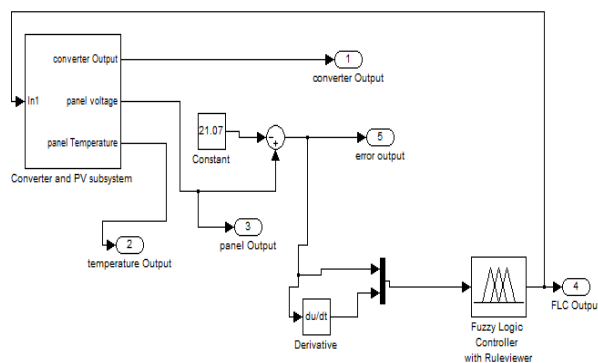 converter Output
1
converter Output
In1
panel voltage
panel Temperature
Converter and PV subsystem
21.07
Constant
-
+
5
error output
3
panel Output
2
temperature Output
du/dt
Derivative
Fuzzy Logic
Controller
with Ruleviewer
4
FLC Output